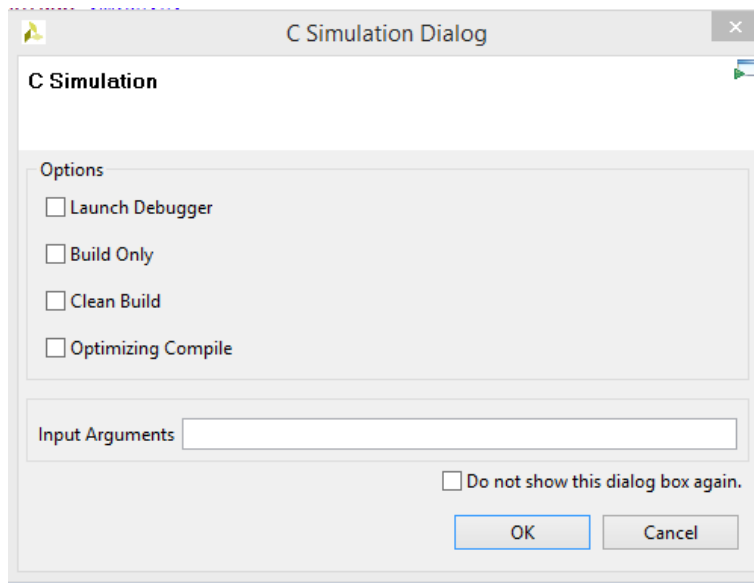 C Simulation Dialog
C Simulation
Options
Launch Debugger
Build Only
Clean Build
Optimizing Compile
Input Arguments
Do not show this dialog box again.
OK Cancel